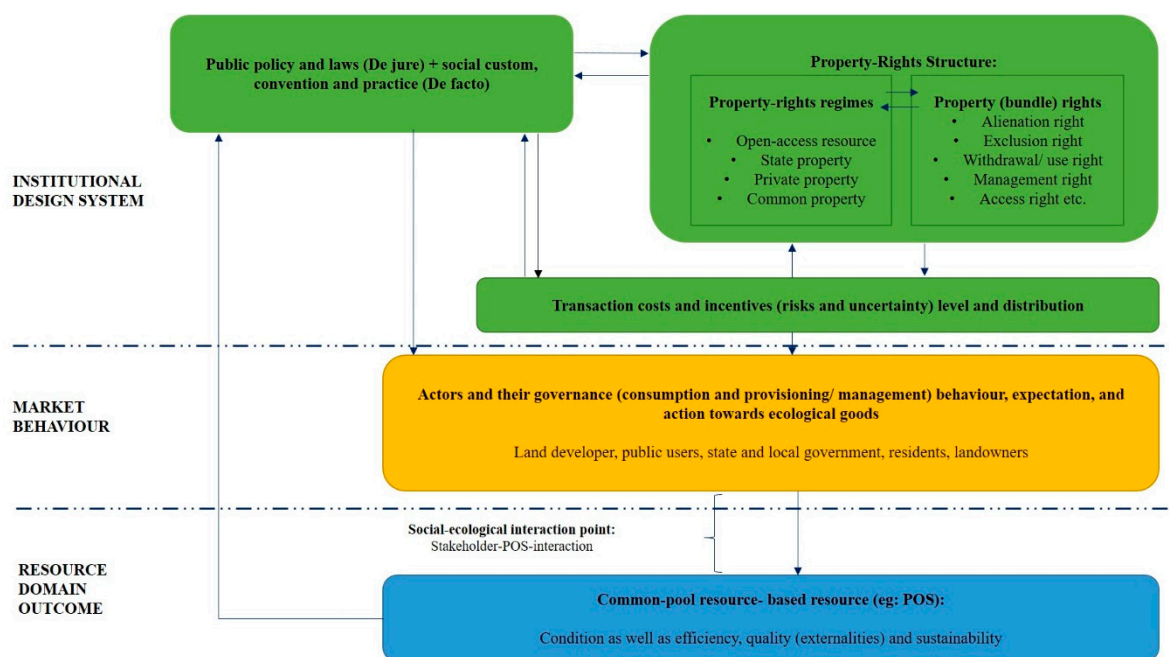 Public policy and laws (De jure) + social custom,
convention and practice (De facto)
Property-Rights Structure:
Property-rights regimes
• Open-access resource
• State property
• Private property
• Common property
Property (bundle) rights
• Alienation right
• Exclusion right
• Withdrawal/ use right
• Management right
• Access right etc.
INSTITUTIONAL
DESIGN SYSTEM
Transaction costs and incentives (risks and uncertainty) level and distribution
MARKET
BEHAVIOUR
Actors and their governance (consumption and provisioning/ management) behaviour, expectation, and
action towards ecological goods
Land developer, public users, state and local government, residents, landowners
Social-ecological interaction point:
Stakeholder-POS-interaction
RESOURCE
DOMAIN
OUTCOME
Common-pool resource- based resource (eg: POS):
Condition as well as efficiency, quality (externalities) and sustainability